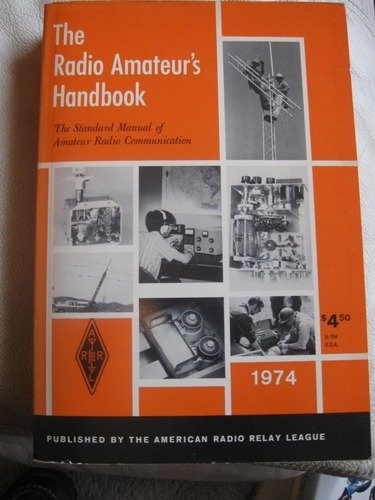 The
Radio Amateur's
Handbook
The Standard Manual of
Amateur Radio Communication
$4.50
in the
U.S.A.
A
R R
L
1974
PUBLISHED BY THE AMERICAN RADIO RELAY LEAGUE